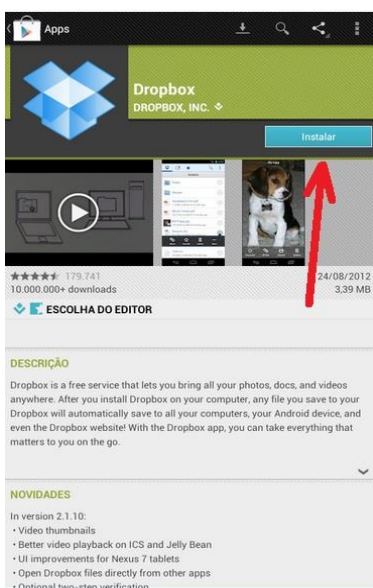 Apps
Dropbox
DROPBOX, INC.
Instalar
179.741
24/08/2012
10.000.000+ downloads
3,39 MB
ESCOLHA DO EDITOR
DESCRIÇÃO
Dropbox is a free service that lets you bring all your photos, docs, and videos
anywhere. After you install Dropbox on your computer, any file you save to your
Dropbox will automatically save to all your computers, your Android device, and
even the Dropbox website! With the Dropbox app, you can take everything that
matters to you on the go.
NOVIDADES
In version 2.1.10:
• Video thumbnails
• Better video playback on ICS and Jelly Bean
• UI improvements for Nexus 7 tablets
• Open Dropbox files directly from other apps
• Optional two-step verification